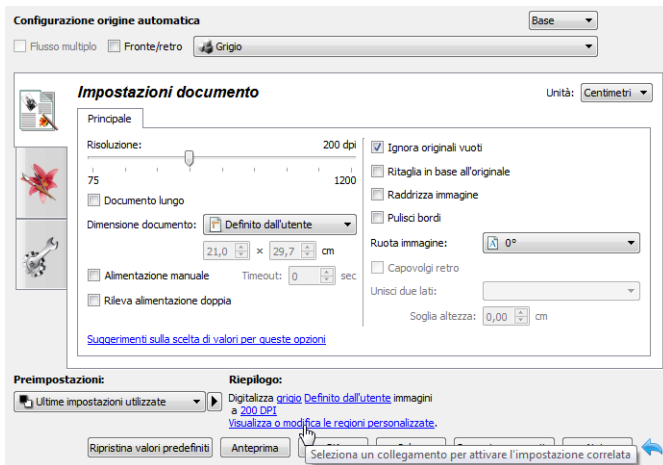 Configurazione origine automatica
Base
Flusso multiplo
Fronte/retro
Grigio
Impostazioni documento
Unità:
Centimetri
Principale
Risoluzione:
200 dpi
75
1200
Documento lungo
Dimensione documento:
Definito dall'utente
21,0 × 29,7 cm
Alimentazione manuale
Timeout: 0 sec
Rileva alimentazione doppia
Suggerimenti sulla scelta di valori per queste opzioni
Ignora originali vuoti
Ritaglia in base all'originale
Raddrizza immagine
Pulisci bordi
Ruota immagine:
0°
Capovolgi retro
Unisci due lati:
Soglia altezza: 0,00 cm
Preimpostazioni:
Ultime impostazioni utilizzate
Riepilogo:
Digitalizza grigio Definito dall'utente immagini
a 200 DPI
Visualizza o modifica le regioni personalizzate.
Ripristina valori predefiniti
Anteprima
Seleziona un collegamento per attivare l'impostazione correlata